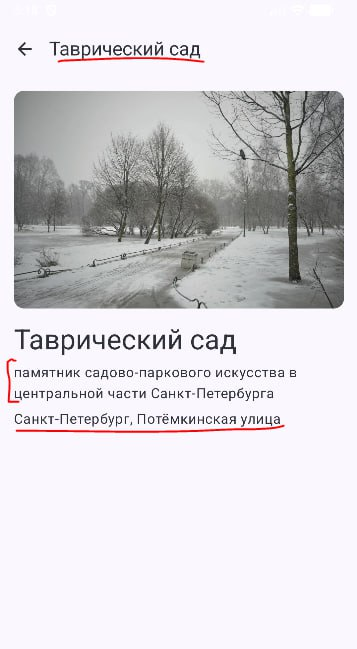 Таврический сад
Таврический сад
памятник садово-паркового искусства в
центральной части Санкт-Петербурга
Санкт-Петербург, Потёмкинская улица